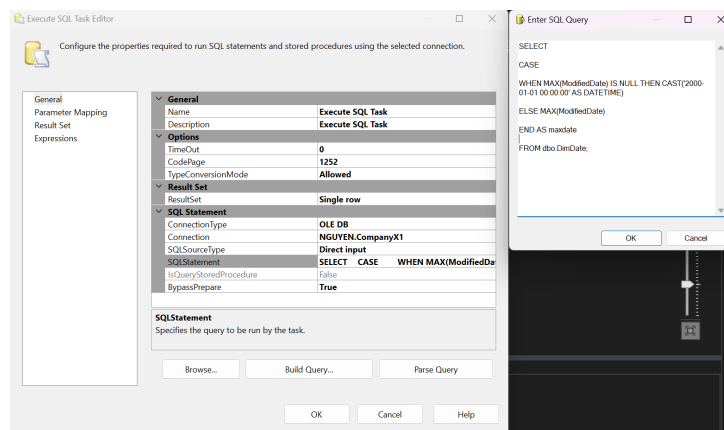 Execute SQL Task Editor
Configure the properties required to run SQL statements and stored procedures using the selected connection.
General
Parameter Mapping
Result Set
Expressions
General
Name Execute SQL Task
Description Execute SQL Task
Options
TimeOut 0
CodePage 1252
TypeConversionMode Allowed
Result Set
ResultSet Single row
SQL Statement
ConnectionType OLE DB
Connection NGUYEN.CompanyX1
SQLSourceType Direct input
SQLStatement SELECT CASE WHEN MAX(ModifiedDa
IsQueryStoredProcedure False
BypassPrepare True
SQLStatement
Specifies the query to be run by the task.
Browse...
Build Query...
Parse Query
OK
Cancel
Help
Enter SQL Query
SELECT
CASE
WHEN MAX(ModifiedDate) IS NULL THEN CAST('2000-
01-01 00:00:00' AS DATETIME)
ELSE MAX(ModifiedDate)
END AS maxdate
FROM dbo.DimDate;
OK
Cancel